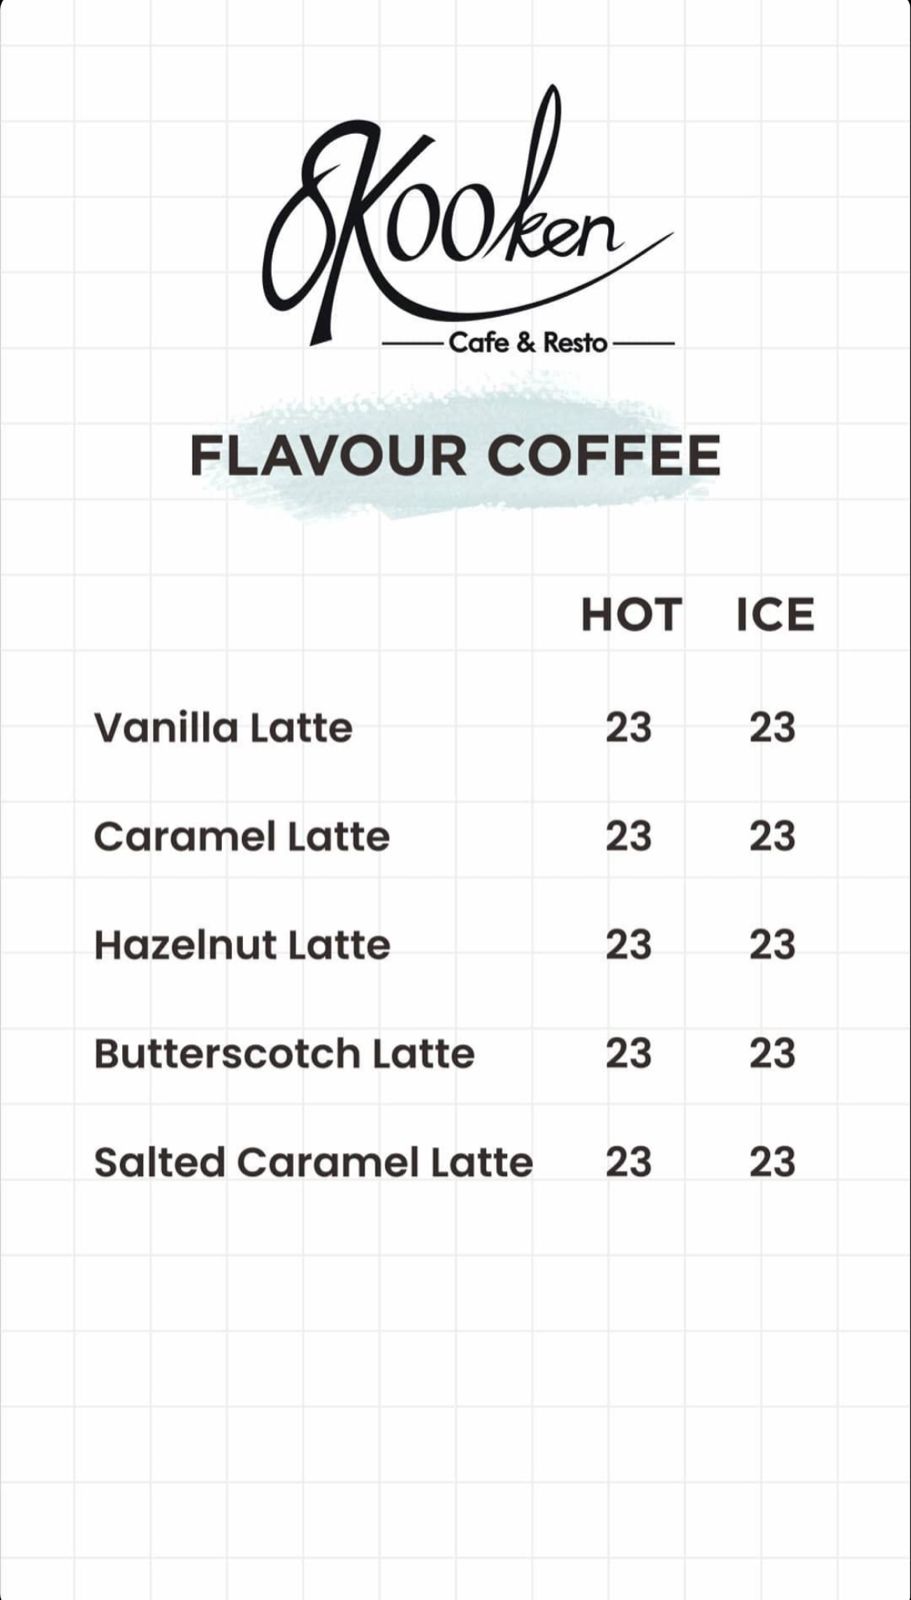 SKooken
Cafe & Resto
FLAVOUR COFFEE
HOT ICE
Vanilla Latte 23 23
Caramel Latte 23 23
Hazelnut Latte 23 23
Butterscotch Latte 23 23
Salted Caramel Latte 23 23